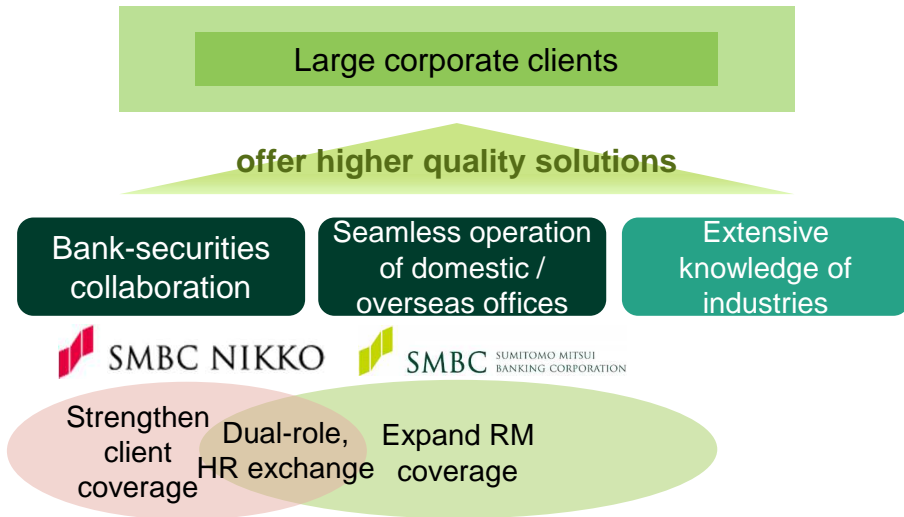 Large corporate clients
offer higher quality solutions
Bank-securities
collaboration
Seamless operation
of domestic /
overseas offices
Extensive
knowledge of
industries
SMBC NIKKO
SMBC
SUMITOMO MITSUI
BANKING CORPORATION
Strengthen
client
coverage
Dual-role,
HR exchange
Expand RM
coverage